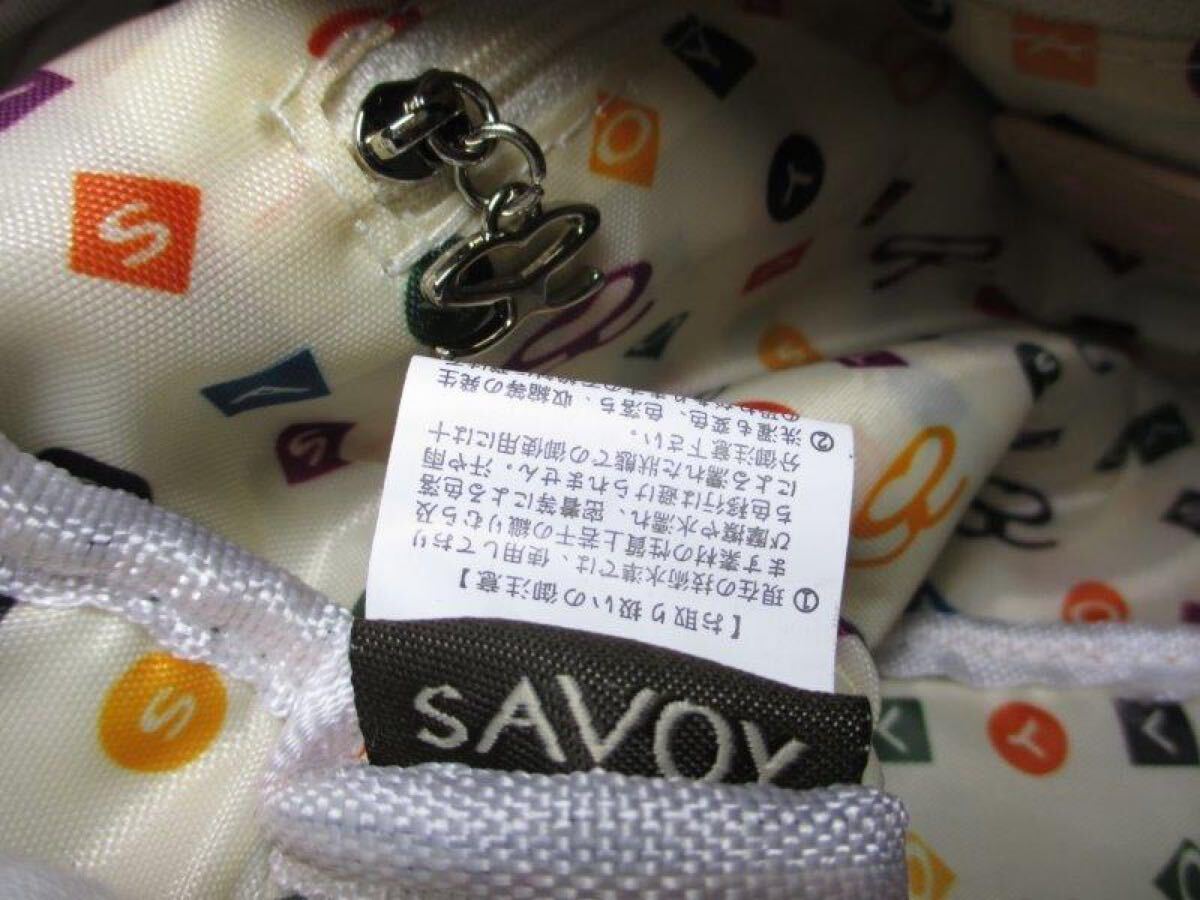 【お取り扱いの御注意】
①現在の技術水準では、使用しており
ます素材の性質上若干の織りむら及
び摩擦や水濡れ、密着等による色落
ち色移行は避けられません。汗や雨
による濡れた状態での御使用には十
分御注意下さい。
②洗濯も変色、色落ち、収縮等の発生
SAVOY
S
O
Y
K
S
Y